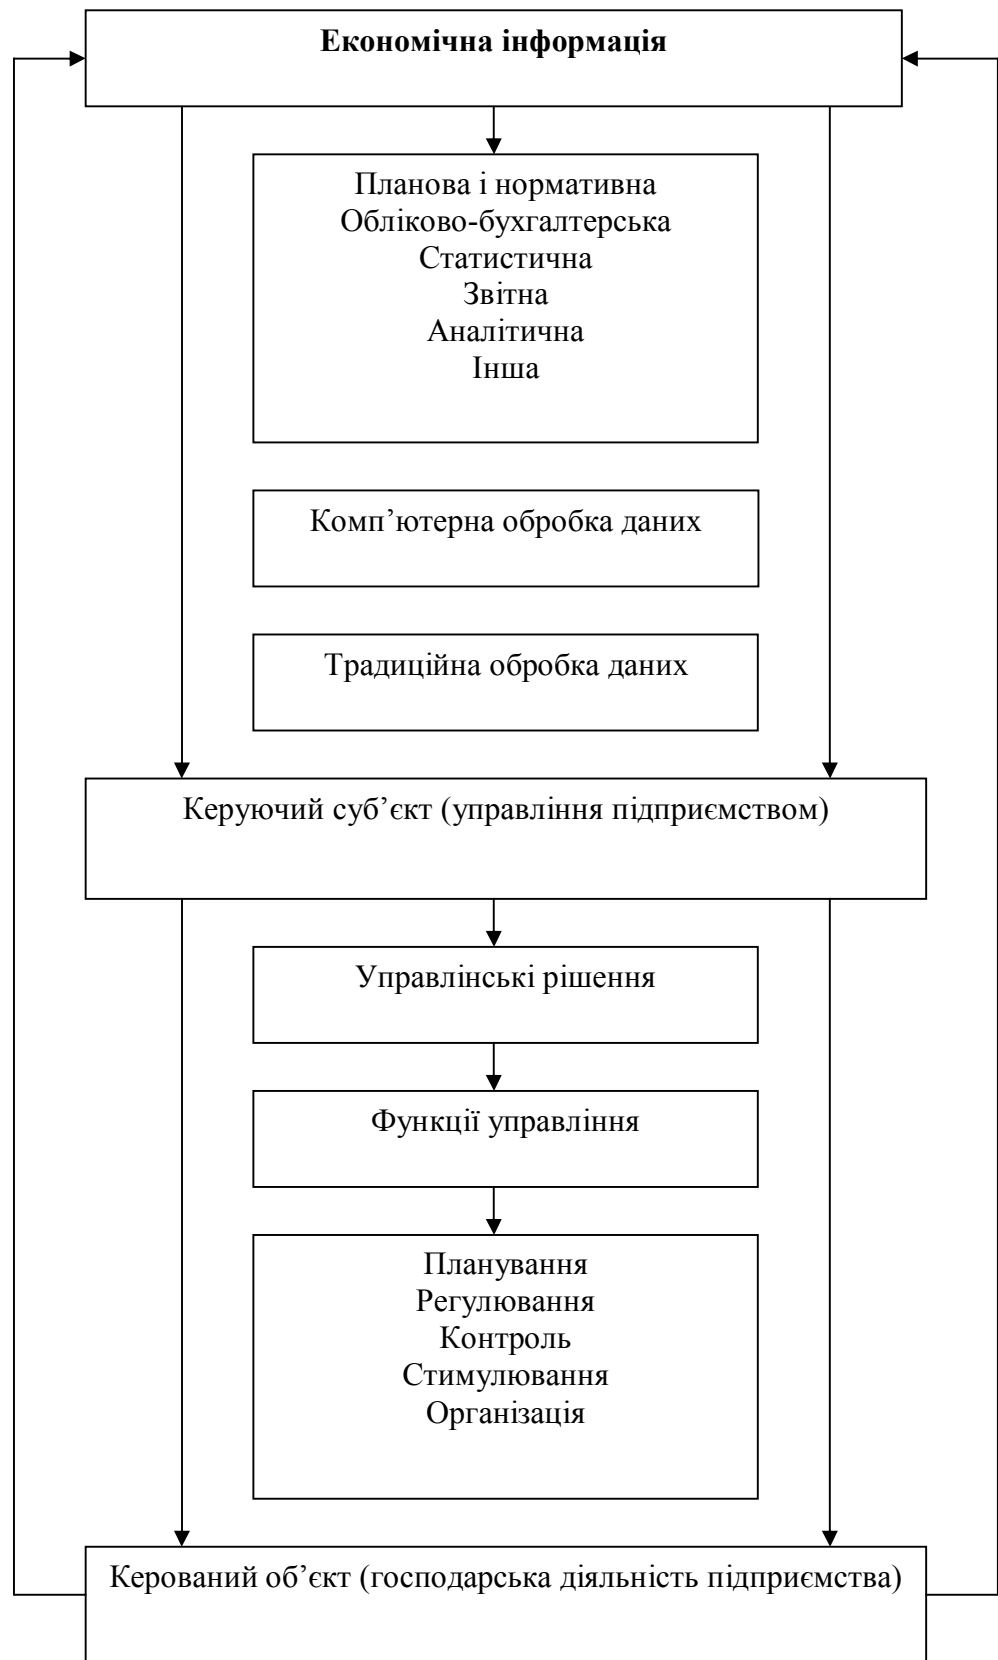 Економічна інформація
Планова і нормативна
Обліково-бухгалтерська
Статистична
Звітна
Аналітична
Інша
Комп’ютерна обробка даних
Традиційна обробка даних
Керуючий суб’єкт (управління підприємством)
Управлінські рішення
Функції управління
Планування
Регулювання
Контроль
Стимулювання
Організація
Керований об’єкт (господарська діяльність підприємства)